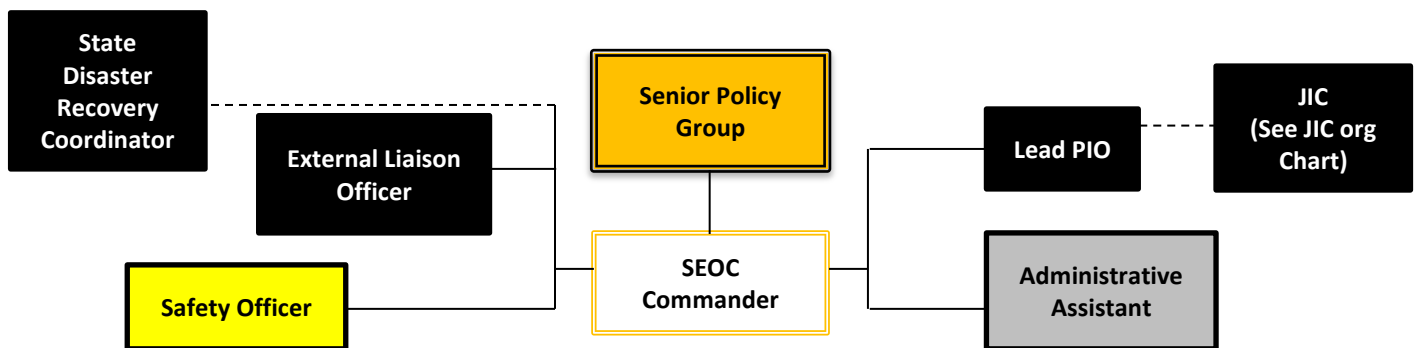 State
Disaster
Recovery
Coordinator
External Liaison
Officer
Safety Officer
Senior Policy
Group
SEOC
Commander
Lead PIO
JIC
(See JIC org
Chart)
Administrative
Assistant